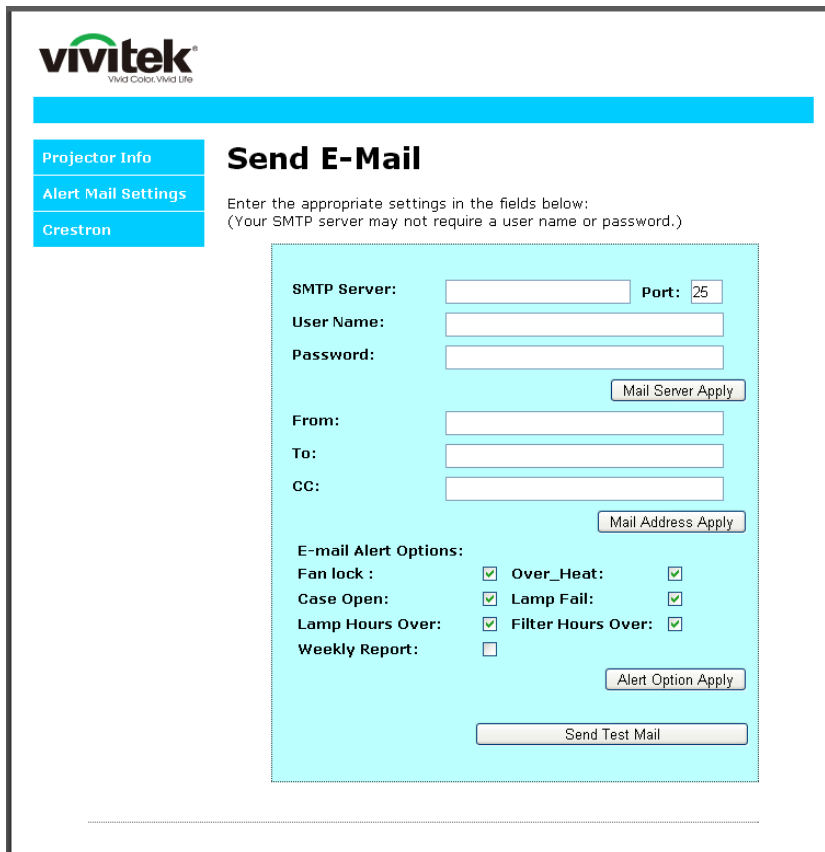 vivitek®
Vivid Color. Vivid Life
Projector Info
Alert Mail Settings
Crestron
Send E-Mail
Enter the appropriate settings in the fields below:
(Your SMTP server may not require a user name or password.)
SMTP Server: Port: 25
User Name:
Password:
Mail Server Apply
From:
To:
CC:
Mail Address Apply
E-mail Alert Options:
Fan lock : Over_Heat:
Case Open: Lamp Fail:
Lamp Hours Over: Filter Hours Over:
Weekly Report:
Alert Option Apply
Send Test Mail